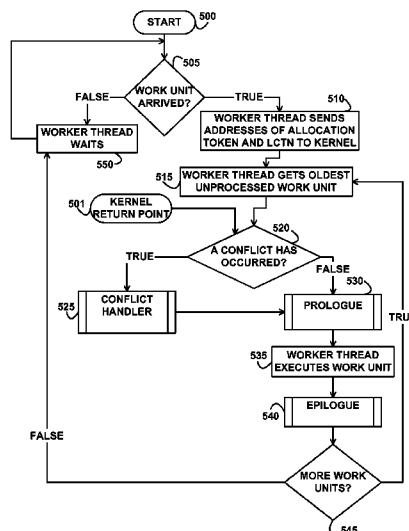 START
500
505
WORK UNIT
ARRIVED?
FALSE
TRUE
510
WORKER THREAD SENDS
ADDRESSES OF ALLOCATION
TOKEN AND LCTN TO KERNEL
WORKER THREAD
WAITS
550
515
WORKER THREAD GETS OLDEST
UNPROCESSED WORK UNIT
501
KERNEL
RETURN POINT
520
A CONFLICT HAS
OCCURRED?
TRUE
FALSE
530
525
CONFLICT
HANDLER
PROLOGUE
TRUE
535
WORKER THREAD
EXECUTES WORK UNIT
EPILOGUE
540
FALSE
MORE WORK
UNITS?
545